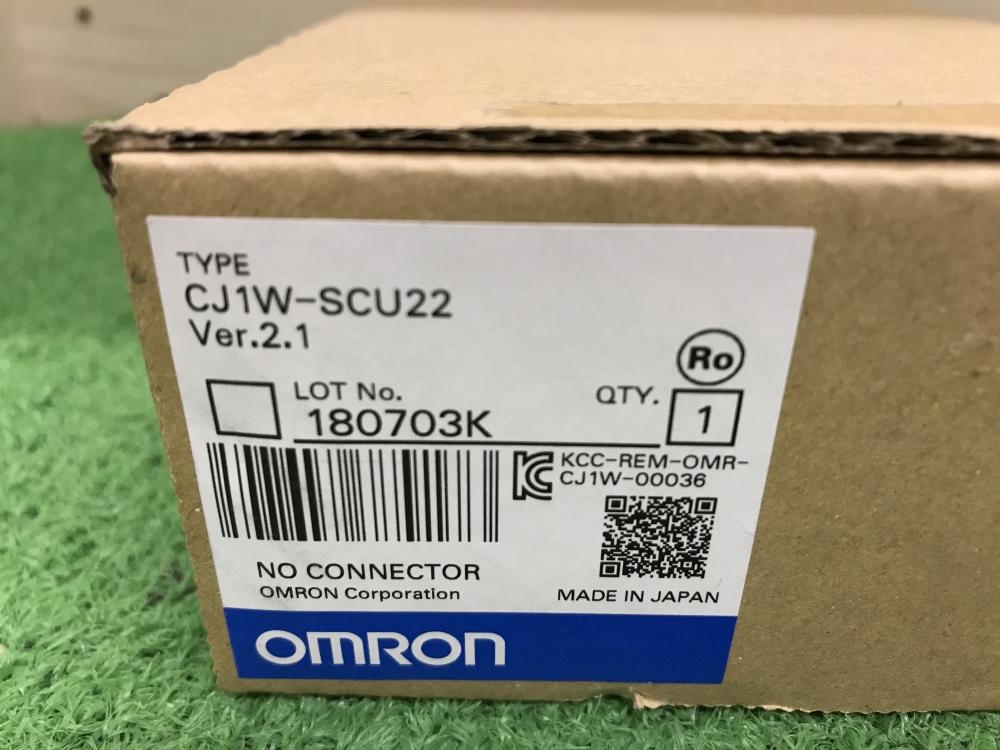 TYPE
CJ1W-SCU22
Ver.2.1
Ro
LOT No.
180703K
QTY.
1
KCC-REM-OMR-
CJ1W-00036
NO CONNECTOR
OMRON Corporation
MADE IN JAPAN
OMRON